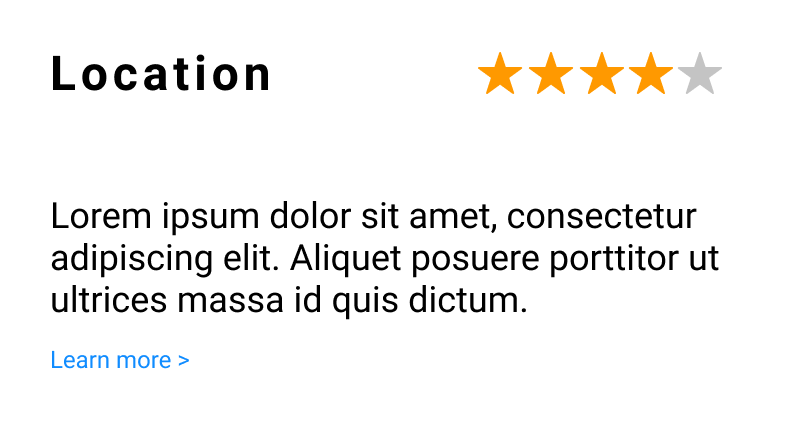 Location
Lorem ipsum dolor sit amet, consectetur
adipiscing elit. Aliquet posuere porttitor ut
ultrices massa id quis dictum.
Learn more >